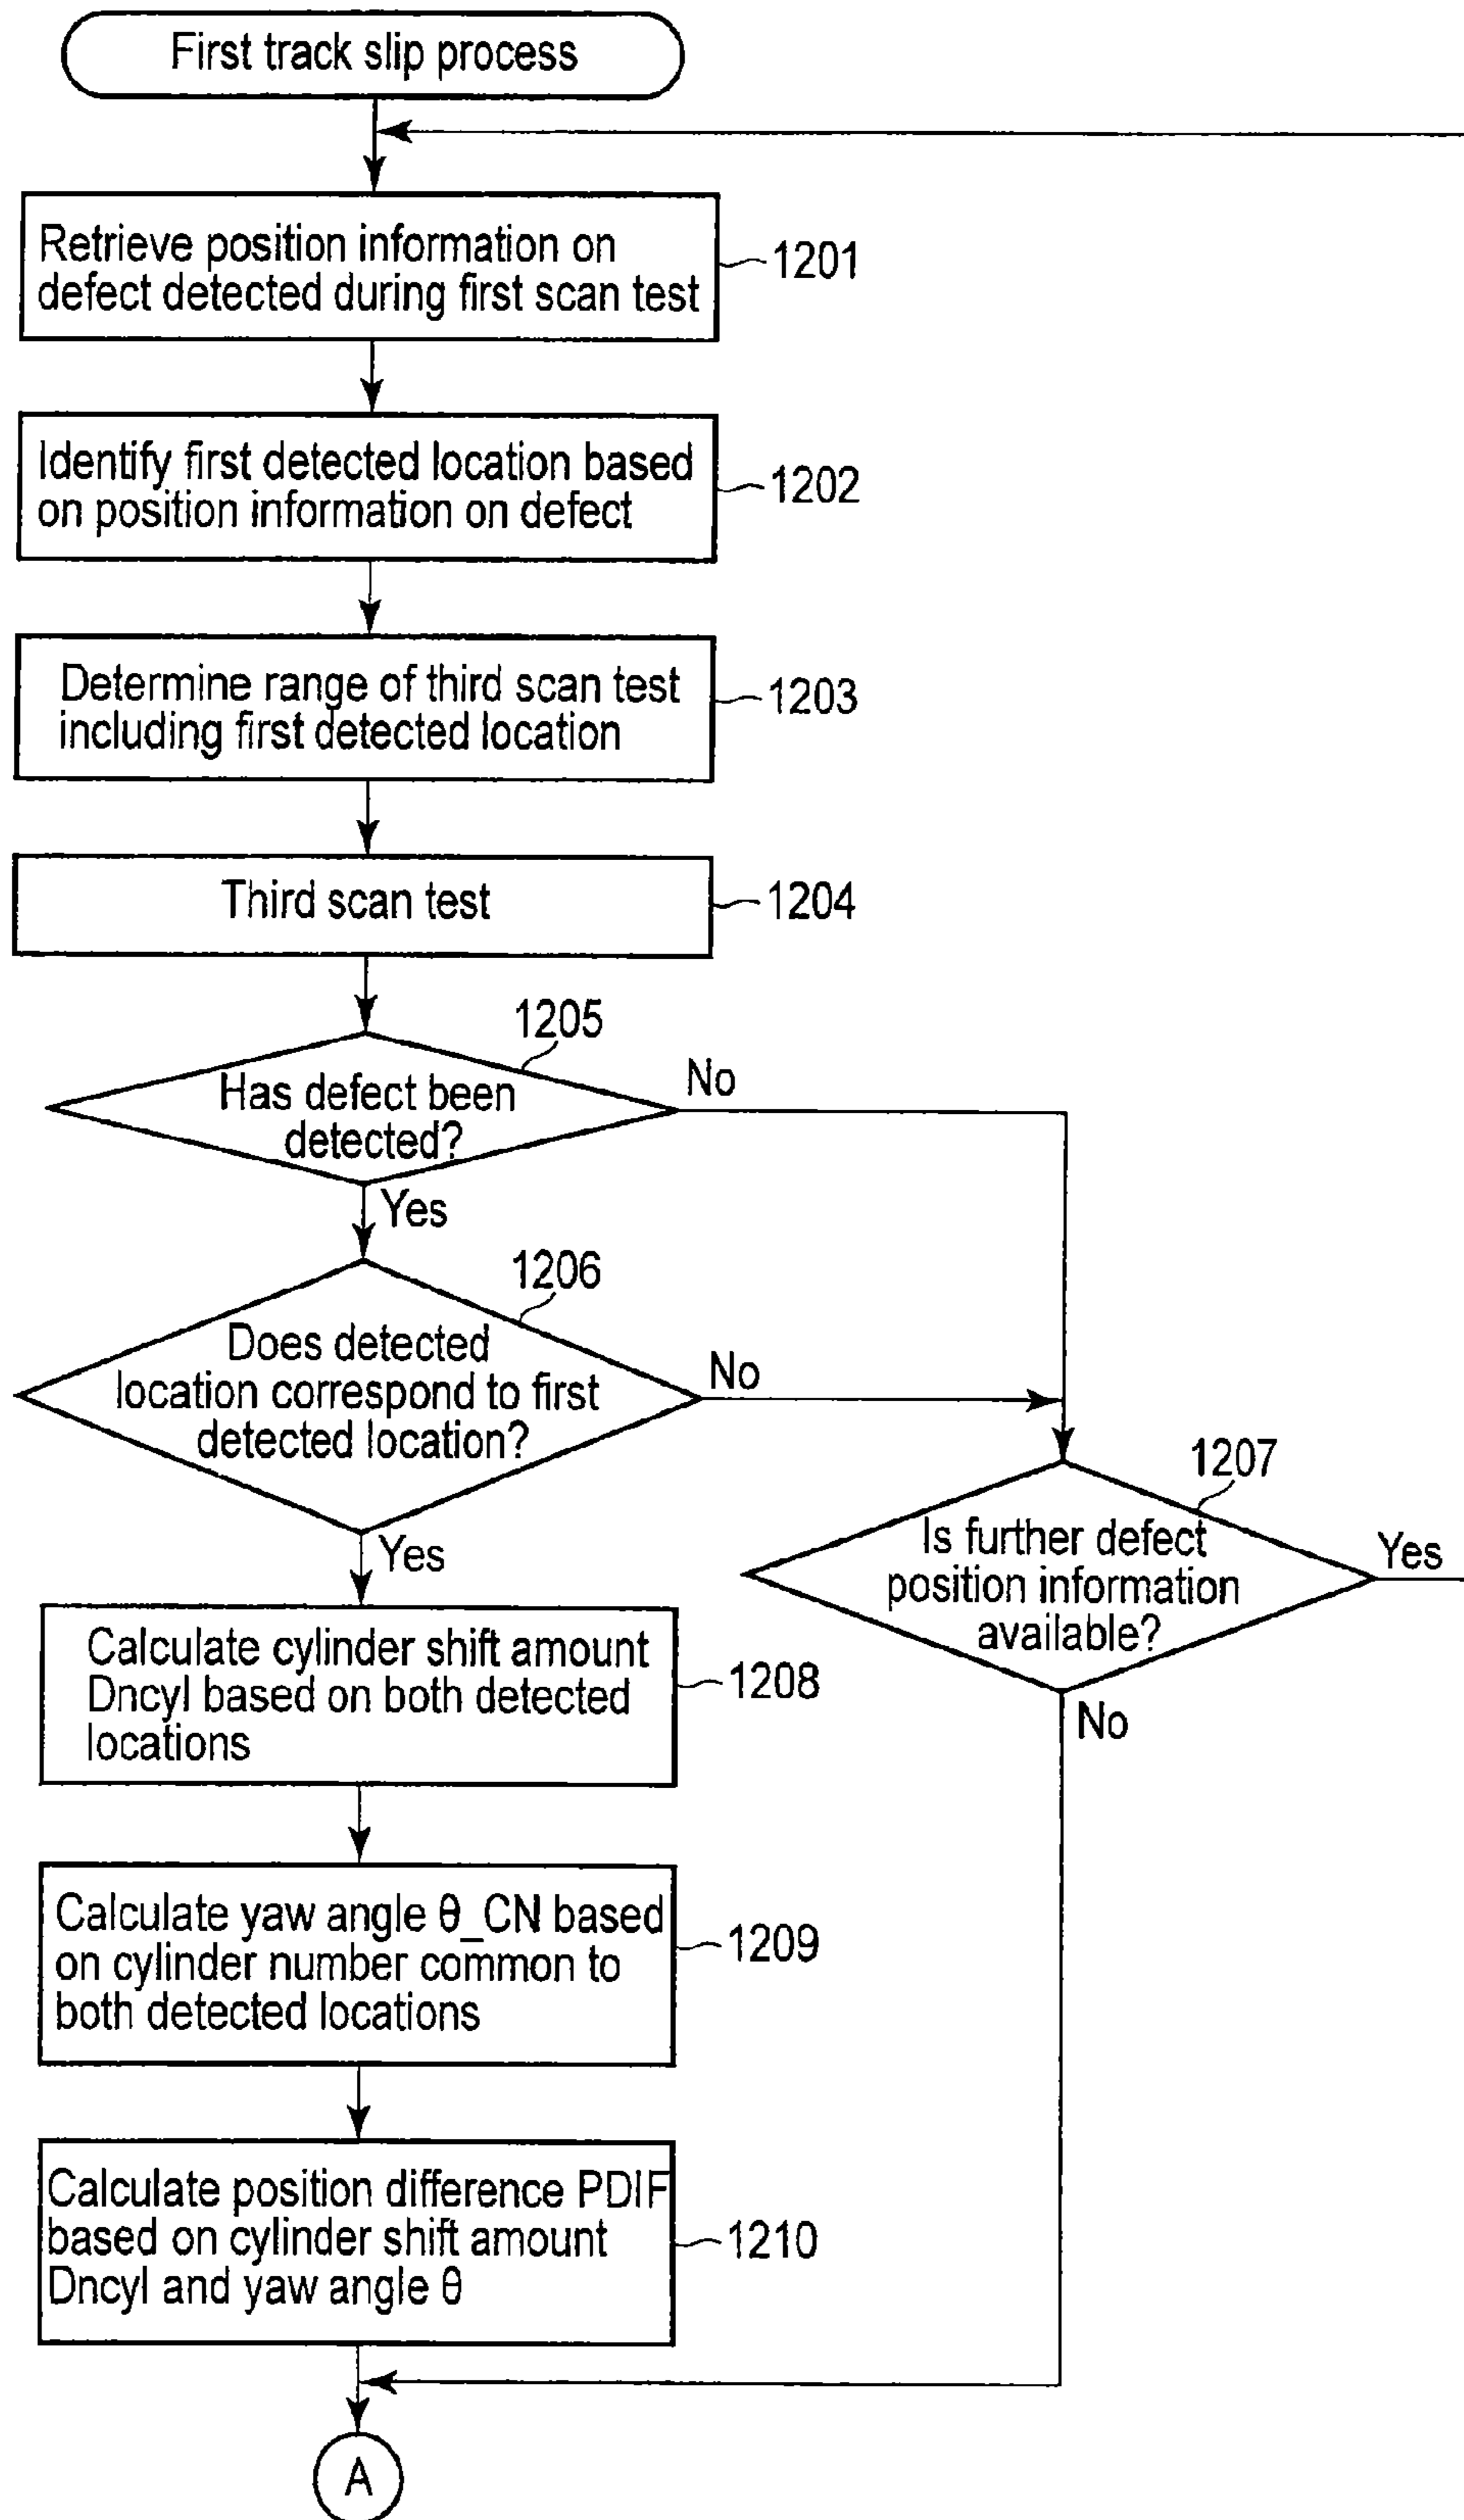 First track slip process
Retrieve position information on
defect detected during first scan test
1201
Identify first detected location based
on position information on defect
1202
Determine range of third scan test
including first detected location
1203
Third scan test
1204
1205
Has defect been
detected?
No
Yes
1206
Does detected
location correspond to first
detected location?
No
Yes
1207
Is further defect
position information
available?
Yes
No
Calculate cylinder shift amount
Dncyl based on both detected
locations
1208
Calculate yaw angle θ_CN based
on cylinder number common to
both detected locations
1209
Calculate position difference PDIF
based on cylinder shift amount
Dncyl and yaw angle θ
1210
A